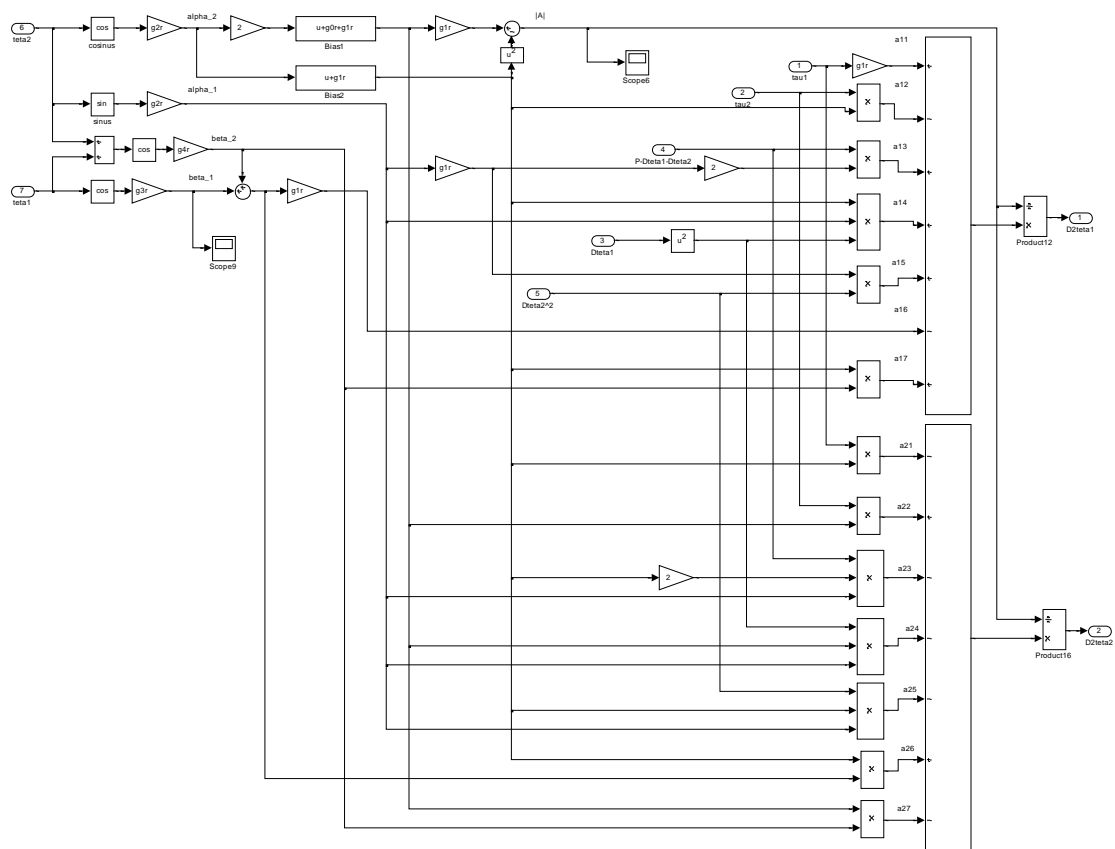 |A|
6
teta2
cos
cosinus
g2r
alpha_2
2
u+g0r+g1r
Bias1
g1r
+
−
u²
Scope6
u+g1r
Bias2
sin
sinus
g2r
alpha_1
+
+
cos
g4r
beta_2
7
teta1
cos
g3r
beta_1
+
+
g1r
Scope9
g1r
1
tau1
g1r
a11
+
2
tau2
×
a12
−
4
P-Dteta1-Dteta2
2
×
a13
+
×
a14
+
3
Dteta1
u²
×
a15
+
5
Dteta2^2
a16
−
×
a17
+
÷
×
Product12
1
D2teta1
×
a21
−
×
a22
+
2
×
a23
−
×
a24
−
×
a25
−
×
a26
+
×
a27
−
÷
×
Product16
2
D2teta2